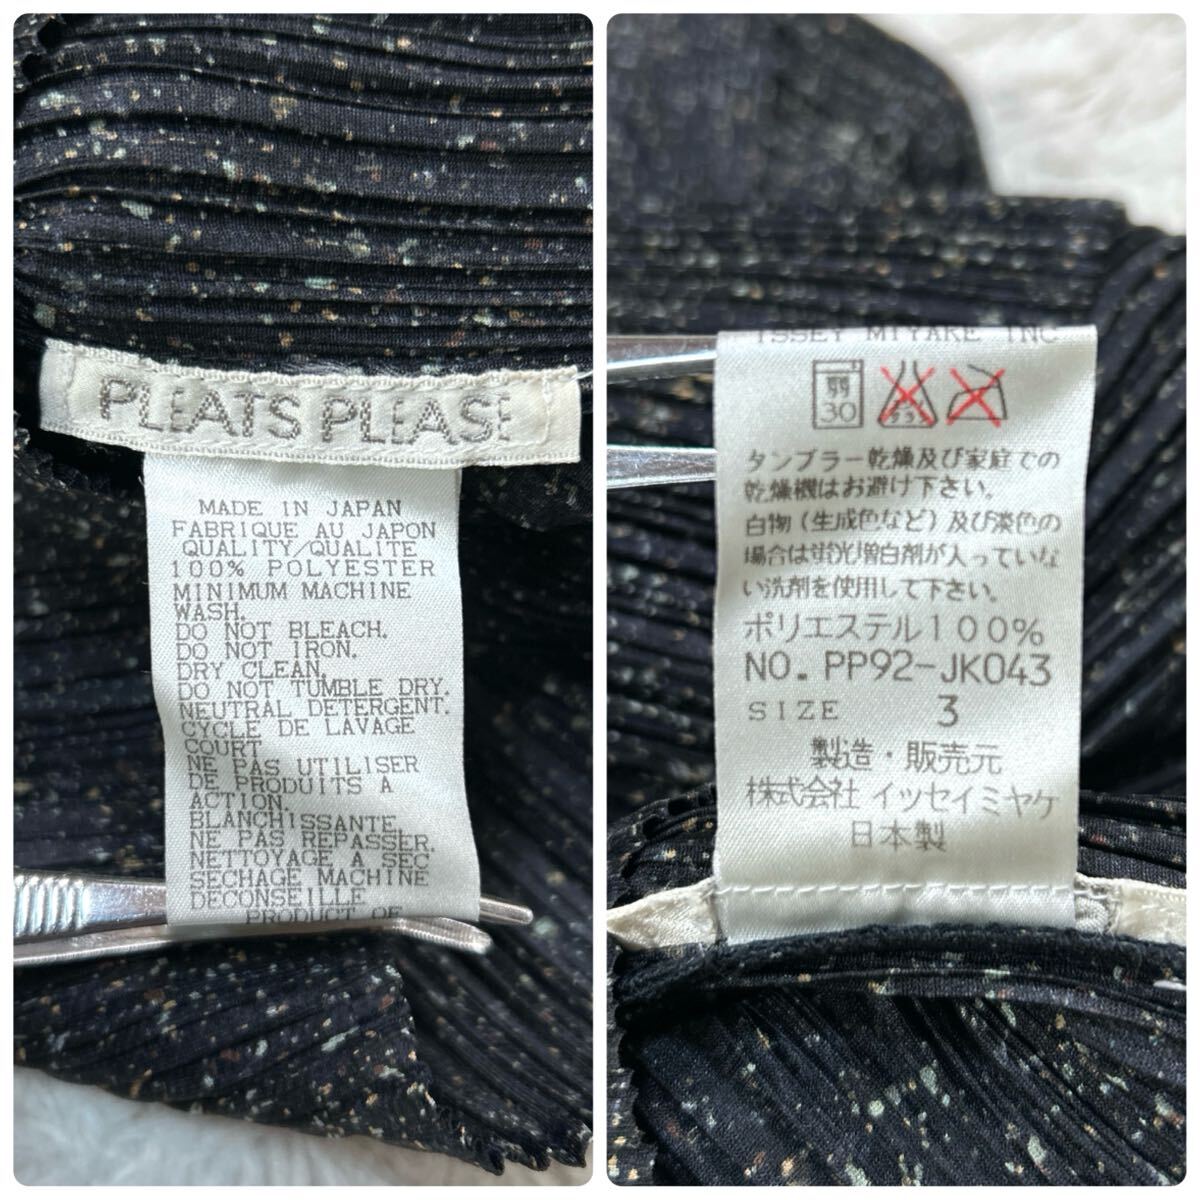 PLEATS PLEASE
MADE IN JAPAN
FABRIQUE AU JAPON
QUALITY/QUALITE
100% POLYESTER
MINIMUM MACHINE
WASH.
DO NOT BLEACH.
DO NOT IRON.
DRY CLEAN.
DO NOT TUMBLE DRY.
NEUTRAL DETERGENT.
CYCLE DE LAVAGE
COURT
NE PAS UTILISER
DE PRODUITS A
ACTION.
BLANCHISSANTE.
NE PAS REPASSER.
NETTOYAGE A SEC
SECHAGE MACHINE
DECONSEILLE
PRODUCT OF
ISSEY MIYAKE INC
弱
30
エンソ
サラシ
タンブラー乾燥及び家庭での
乾燥機はお避け下さい。
白物(生成色など)及び淡色の
場合は蛍光増白剤が入っていな
い洗剤を使用して下さい。
ポリエステル100%
NO. PP92-JK043
SIZE 3
製造・販売元
株式会社 イッセイミヤケ
日本製